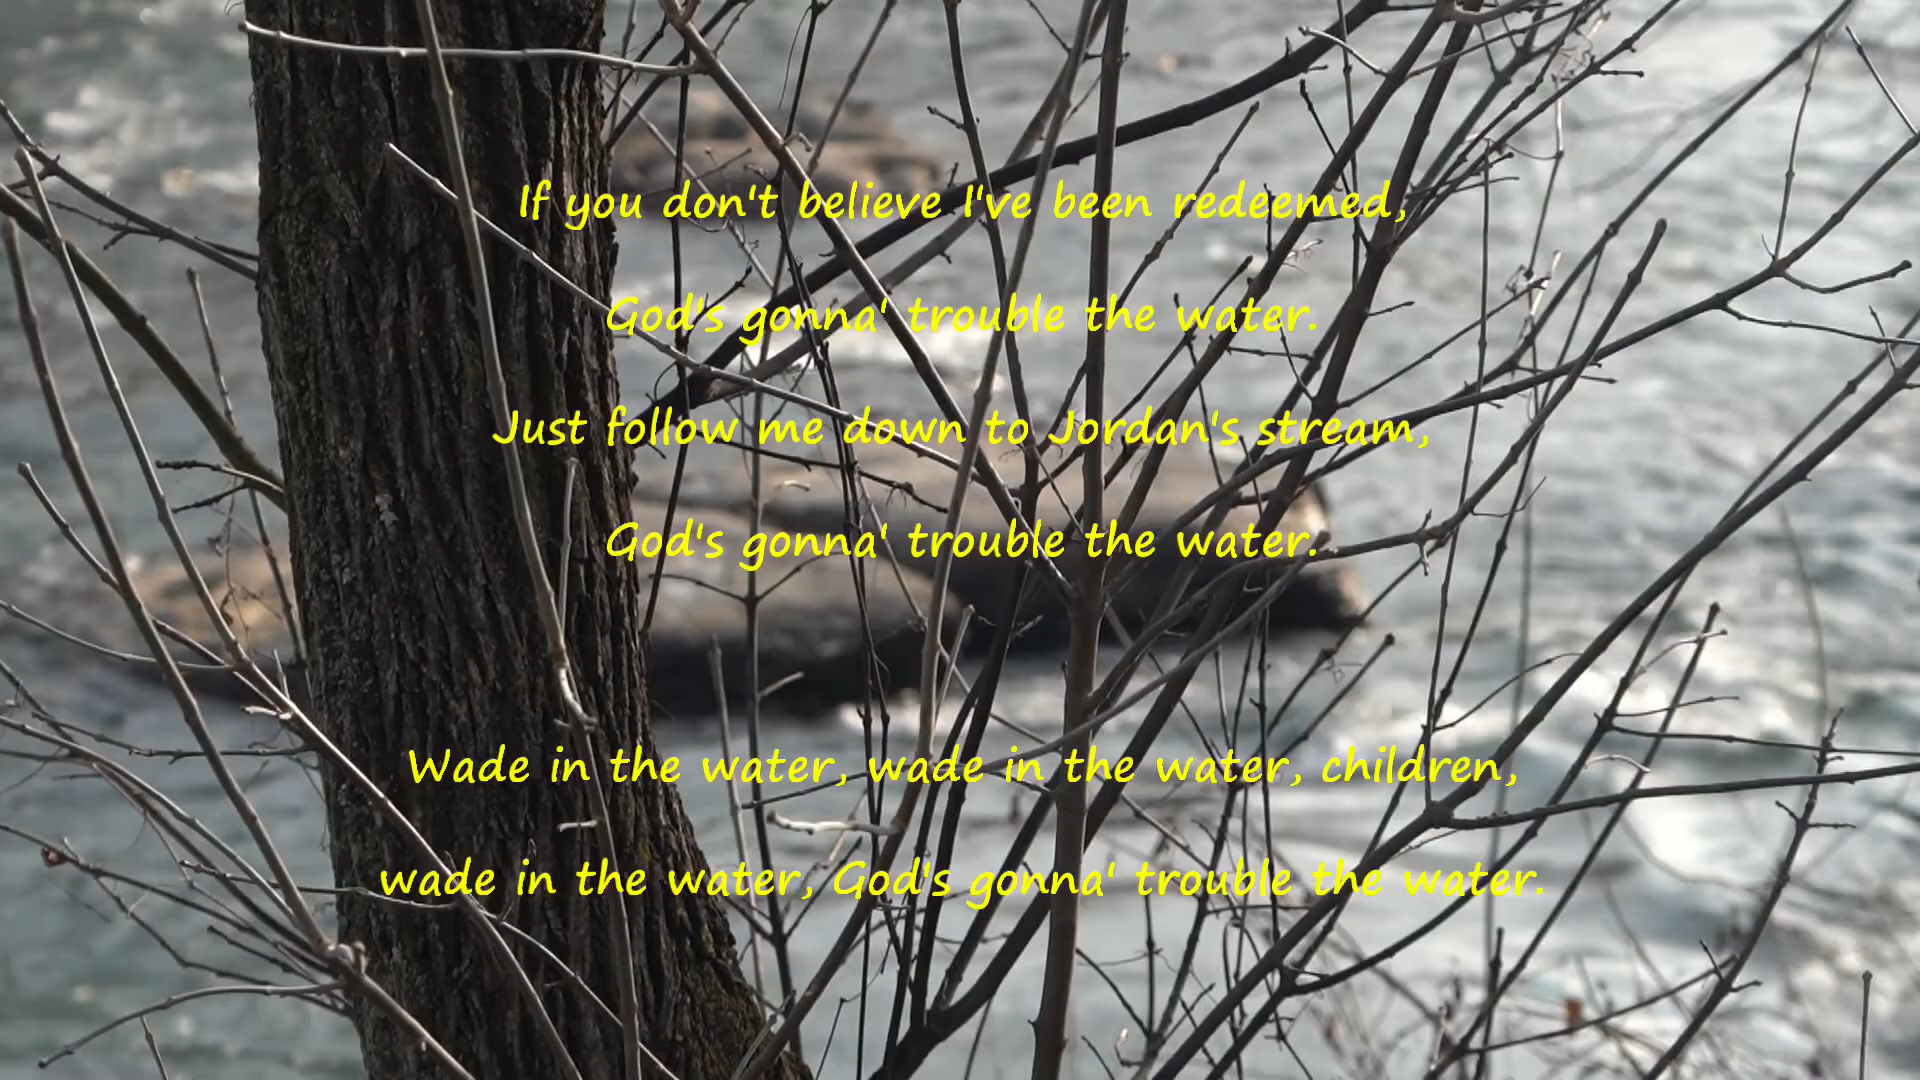 If you don't believe I've been redeemed,
God's gonna' trouble the water.
Just follow me down to Jordan's stream,
God's gonna' trouble the water.
Wade in the water, wade in the water, children,
wade in the water, God's gonna' trouble the water.